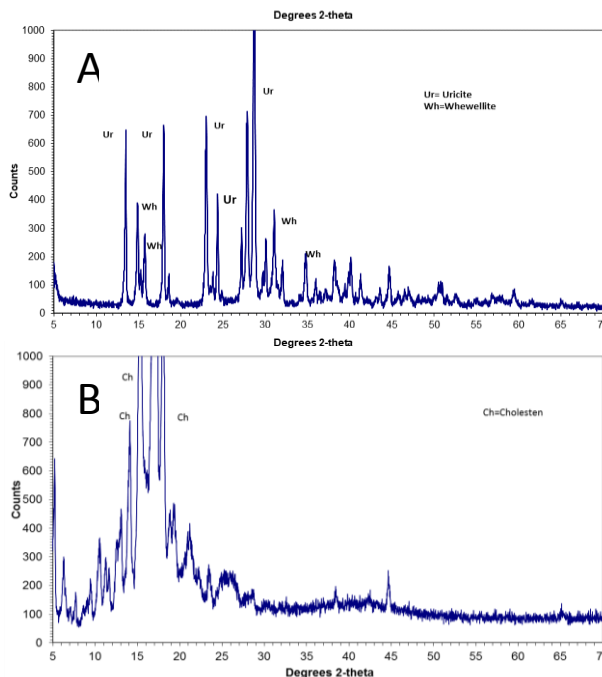 Degrees 2-theta
1000
900
800
700
600
500
400
300
200
100
0
Counts
A
Ur
Ur
Ur
Ur
Ur
Wh
Wh
Wh
Wh
Ur= Uricite
Wh=Whewellite
5 10 15 20 25 30 35 40 45 50 55 60 65 70
Degrees 2-theta
1000
900
800
700
600
500
400
300
200
100
0
Counts
B
Ch
Ch
Ch
Ch=Cholesten
5 10 15 20 25 30 35 40 45 50 55 60 65 70
Degrees 2-theta